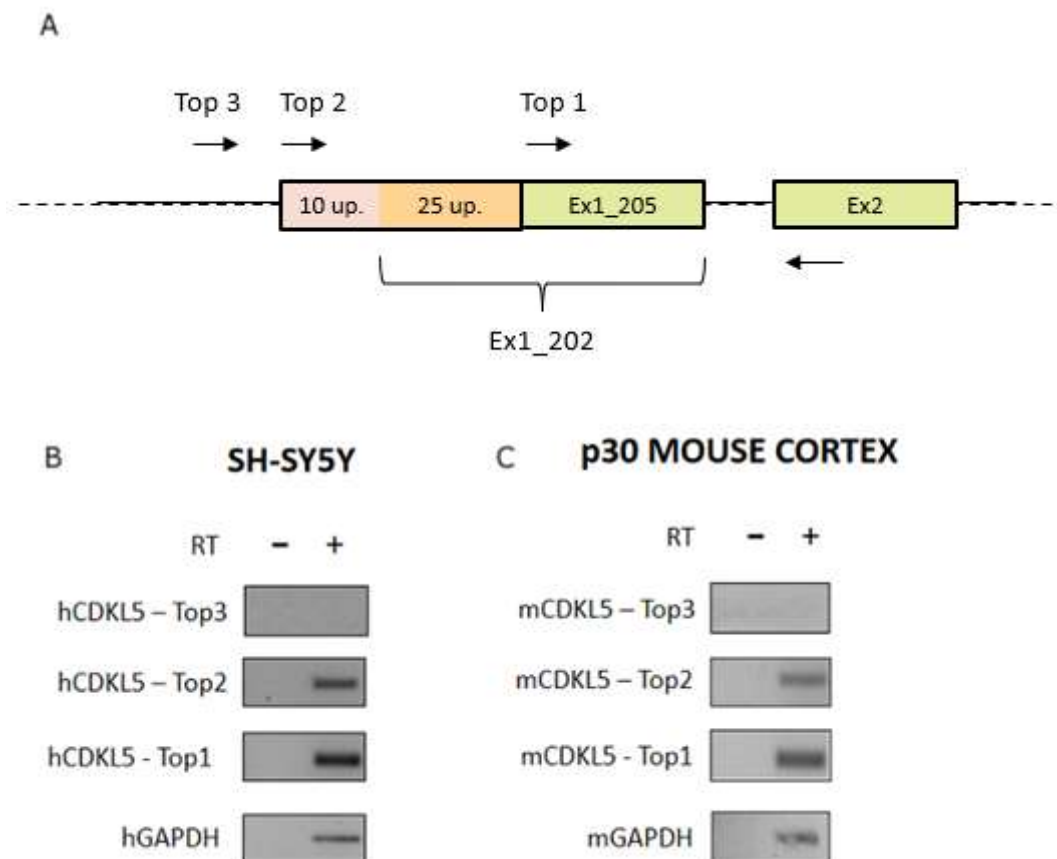 A
Top 3 Top 2 Top 1
10 up. 25 up. Ex1_205 Ex2
Ex1_202
B SH-SY5Y
RT - +
hCDKL5 – Top3
hCDKL5 – Top2
hCDKL5 - Top1
hGAPDH
C p30 MOUSE CORTEX
RT - +
mCDKL5 – Top3
mCDKL5 – Top2
mCDKL5 - Top1
mGAPDH